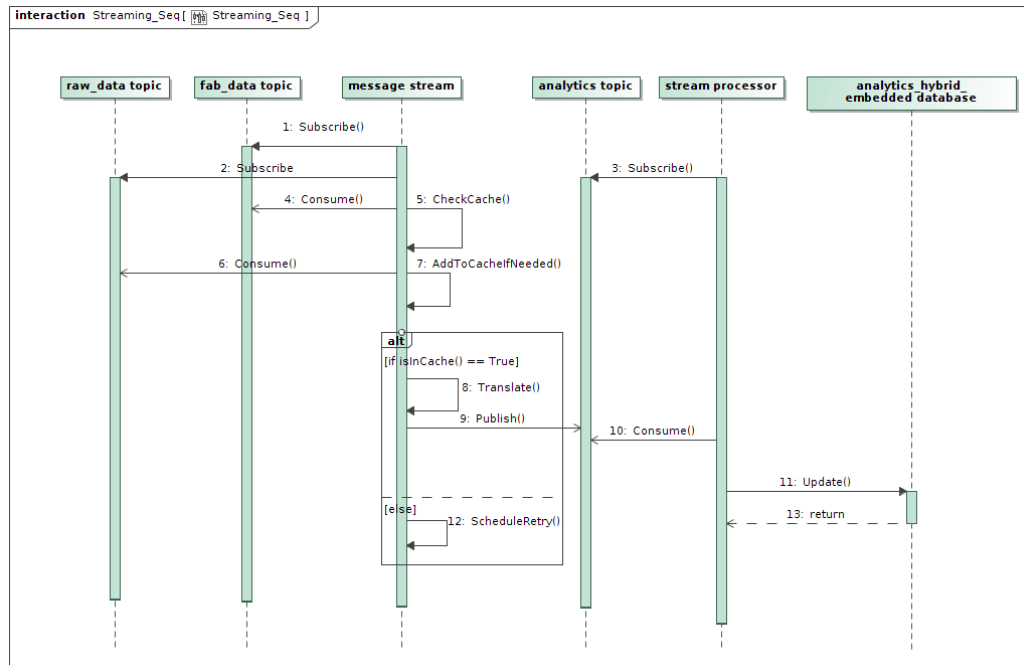 interaction Streaming_Seq[ Streaming_Seq ]
raw_data topic
fab_data topic
message stream
analytics topic
stream processor
analytics_hybrid_
embedded database
1: Subscribe()
2: Subscribe
3: Subscribe()
4: Consume()
5: CheckCache()
6: Consume()
7: AddToCacheIfNeeded()
alt
[if isInCache() == True]
8: Translate()
9: Publish()
10: Consume()
11: Update()
[else]
12: ScheduleRetry()
13: return